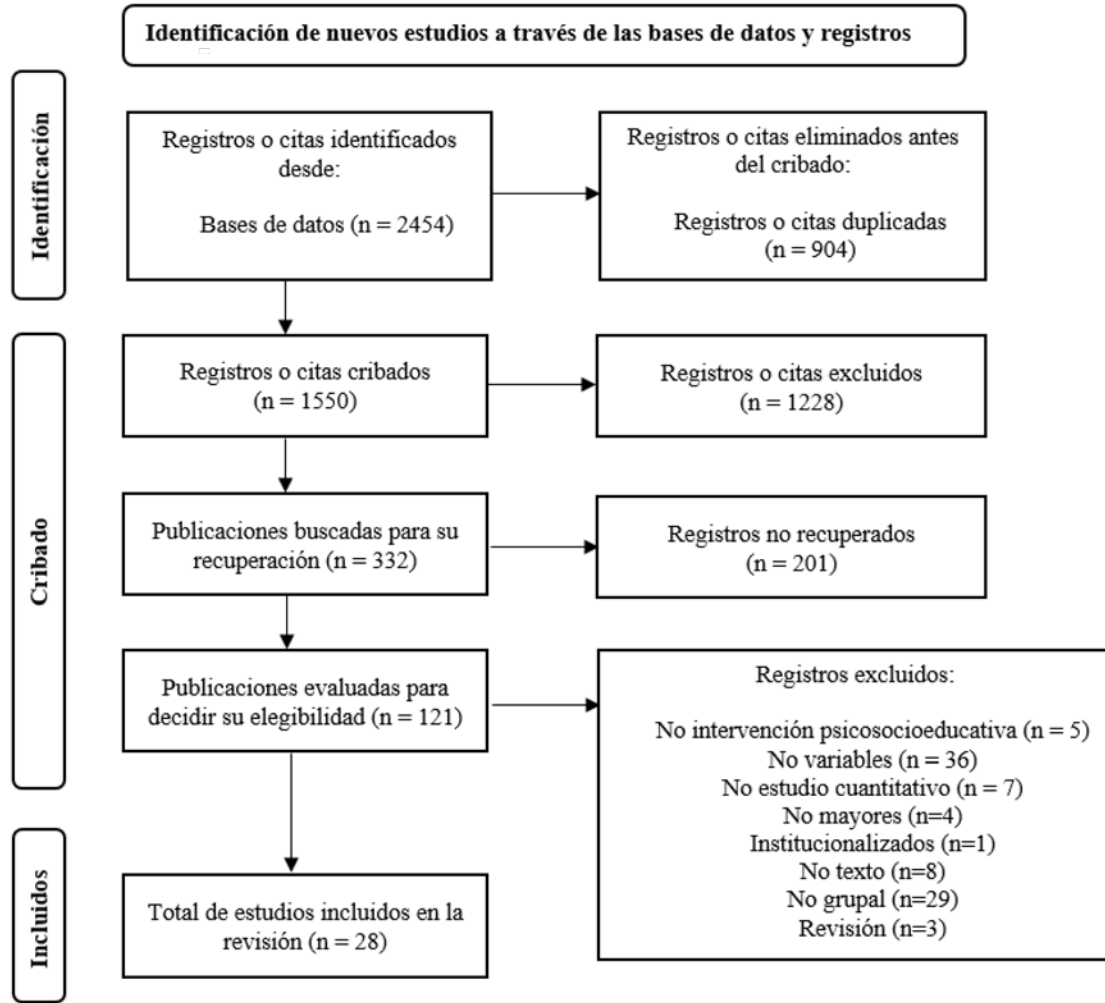 Identificación de nuevos estudios a través de las bases de datos y registros
Identificación
Registros o citas identificados
desde:
Bases de datos (n = 2454)
Registros o citas eliminados antes
del cribado:
Registros o citas duplicadas
(n = 904)
Cribado
Registros o citas cribados
(n = 1550)
Registros o citas excluidos
(n = 1228)
Publicaciones buscadas para su
recuperación (n = 332)
Registros no recuperados
(n = 201)
Publicaciones evaluadas para
decidir su elegibilidad (n = 121)
Registros excluidos:
No intervención psicosocioeducativa (n = 5)
No variables (n = 36)
No estudio cuantitativo (n = 7)
No mayores (n=4)
Institucionalizados (n=1)
No texto (n=8)
No grupal (n=29)
Revisión (n=3)
Incluidos
Total de estudios incluidos en la
revisión (n = 28)